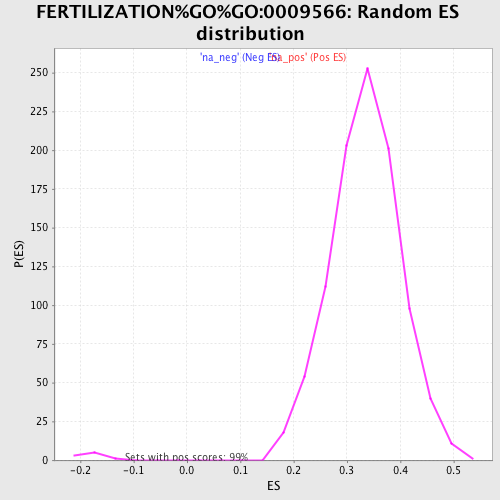 FERTILIZATION%GO%GO:0009566: Random ES
distribution
'na_neg' (Neg ES)
'na_pos' (Pos ES)
250
225
200
175
150
125
100
75
50
25
0
P(ES)
Sets with pos scores: 99%
-0.2 -0.1 0.0 0.1 0.2 0.3 0.4 0.5
ES